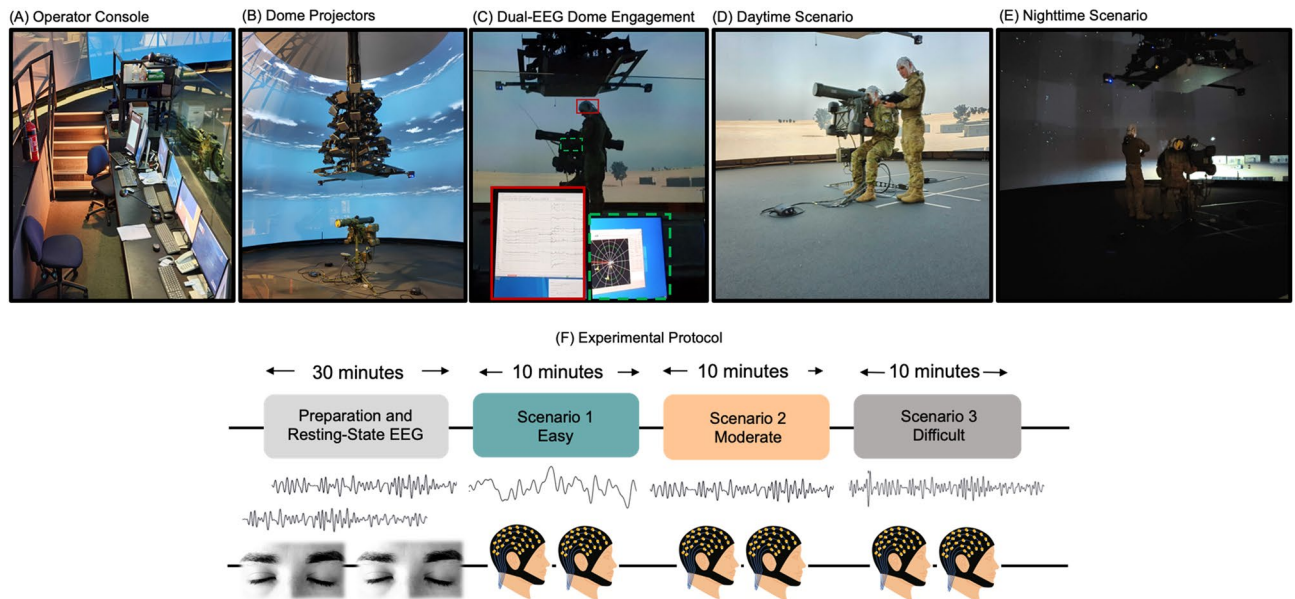 (A) Operator Console
(B) Dome Projectors
(C) Dual-EEG Dome Engagement
(D) Daytime Scenario
(E) Nighttime Scenario
(F) Experimental Protocol
30 minutes
10 minutes
10 minutes
10 minutes
Preparation and
Resting-State EEG
Scenario 1
Easy
Scenario 2
Moderate
Scenario 3
Difficult